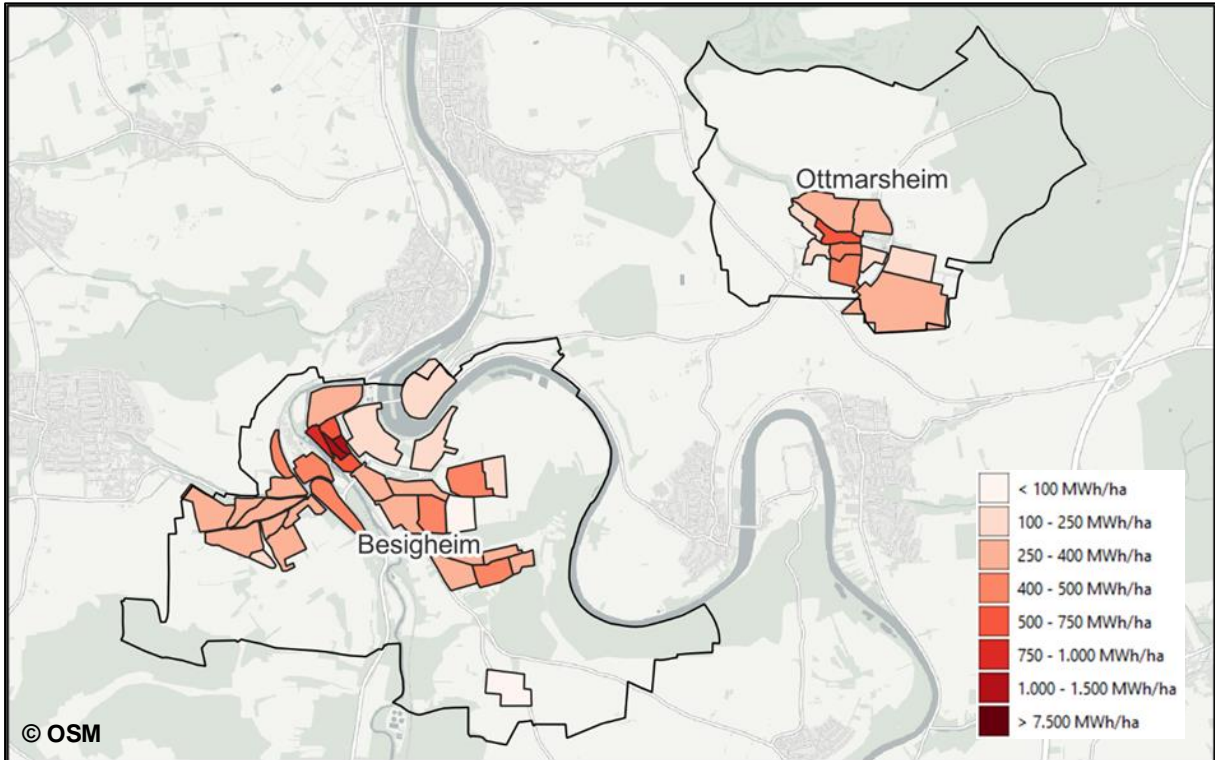 Ottmarsheim
Besigheim
< 100 MWh/ha
100 - 250 MWh/ha
250 - 400 MWh/ha
400 - 500 MWh/ha
500 - 750 MWh/ha
750 - 1.000 MWh/ha
1.000 - 1.500 MWh/ha
> 7.500 MWh/ha
© OSM